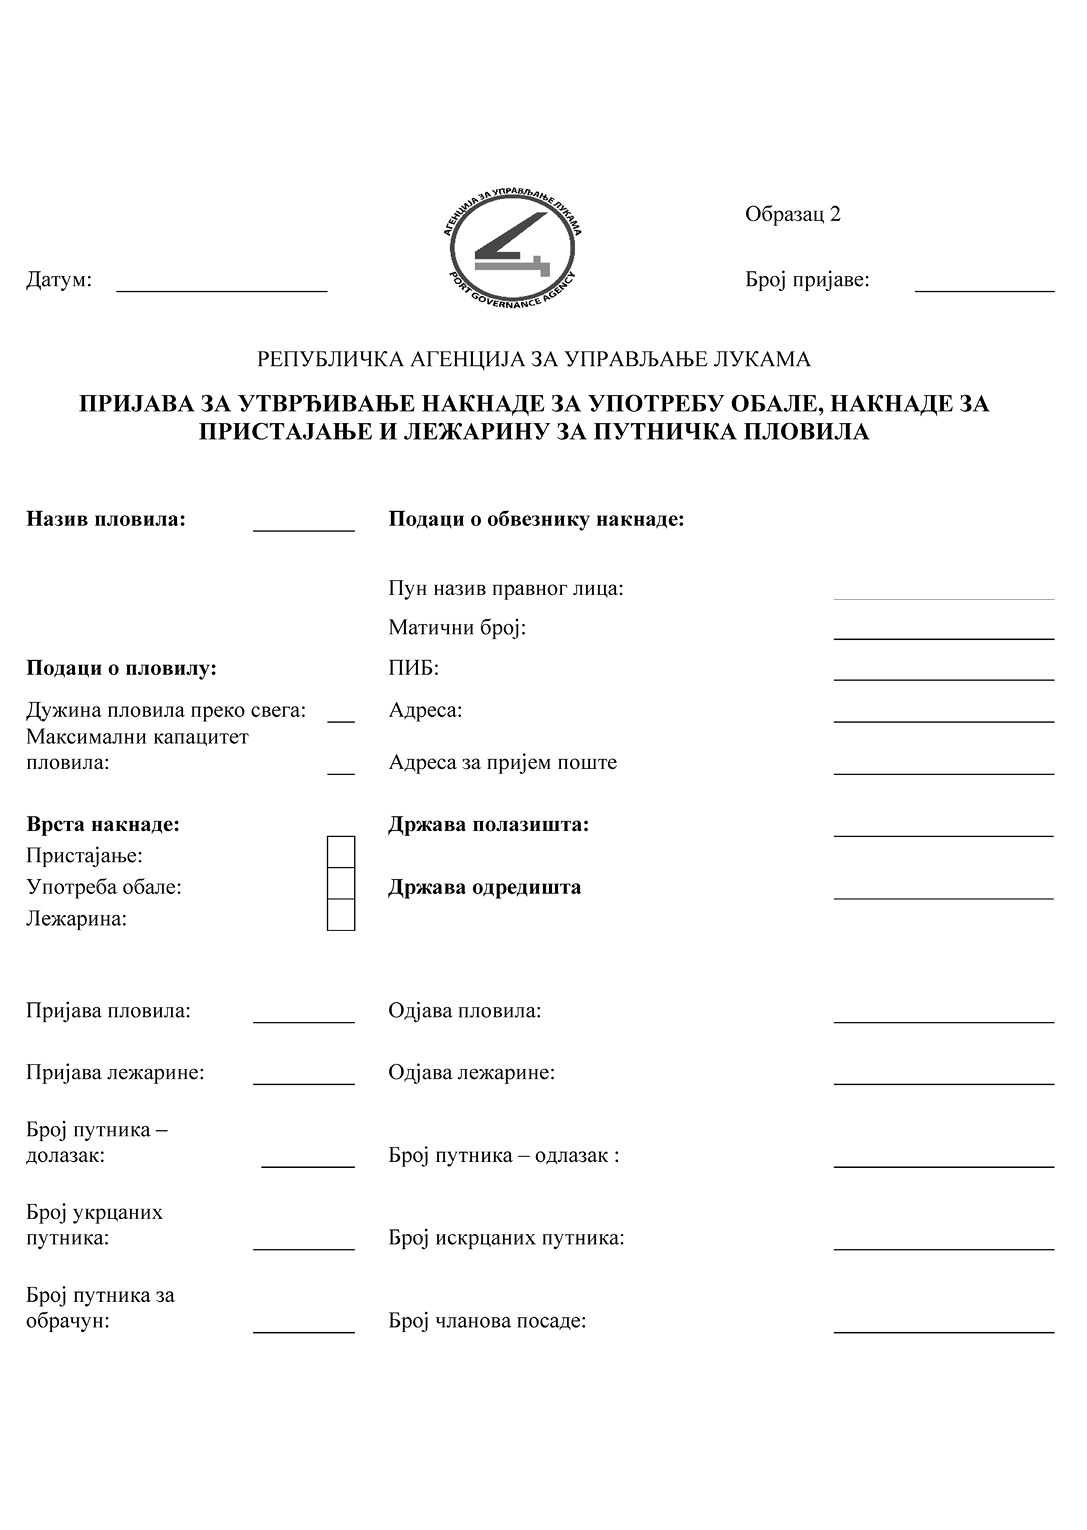 Образац 2
АГЕНЦИЈА ЗА УПРАВЉАЊЕ ЛУКАМА
PORT GOVERNANCE AGENCY
Датум: Број пријаве:
РЕПУБЛИЧКА АГЕНЦИЈА ЗА УПРАВЉАЊЕ ЛУКАМА
ПРИЈАВА ЗА УТВРЂИВАЊЕ НАКНАДЕ ЗА УПОТРЕБУ ОБАЛЕ, НАКНАДЕ ЗА
ПРИСТАЈАЊЕ И ЛЕЖАРИНУ ЗА ПУТНИЧКА ПЛОВИЛА
Назив пловила: Подаци о обвезнику накнаде:
Пун назив правног лица:
Матични број:
Подаци о пловилу: ПИБ:
Дужина пловила преко свега: Адреса:
Максимални капацитет
пловила: Адреса за пријем поште
Врста накнаде: Држава полазишта:
Пристајање:
Употреба обале: Држава одредишта
Лежарина:
Пријава пловила: Одјава пловила:
Пријава лежарине: Одјава лежарине:
Број путника –
долазак: Број путника – одлазак :
Број укрцаних
путника: Број искрцаних путника:
Број путника за
обрачун: Број чланова посаде: